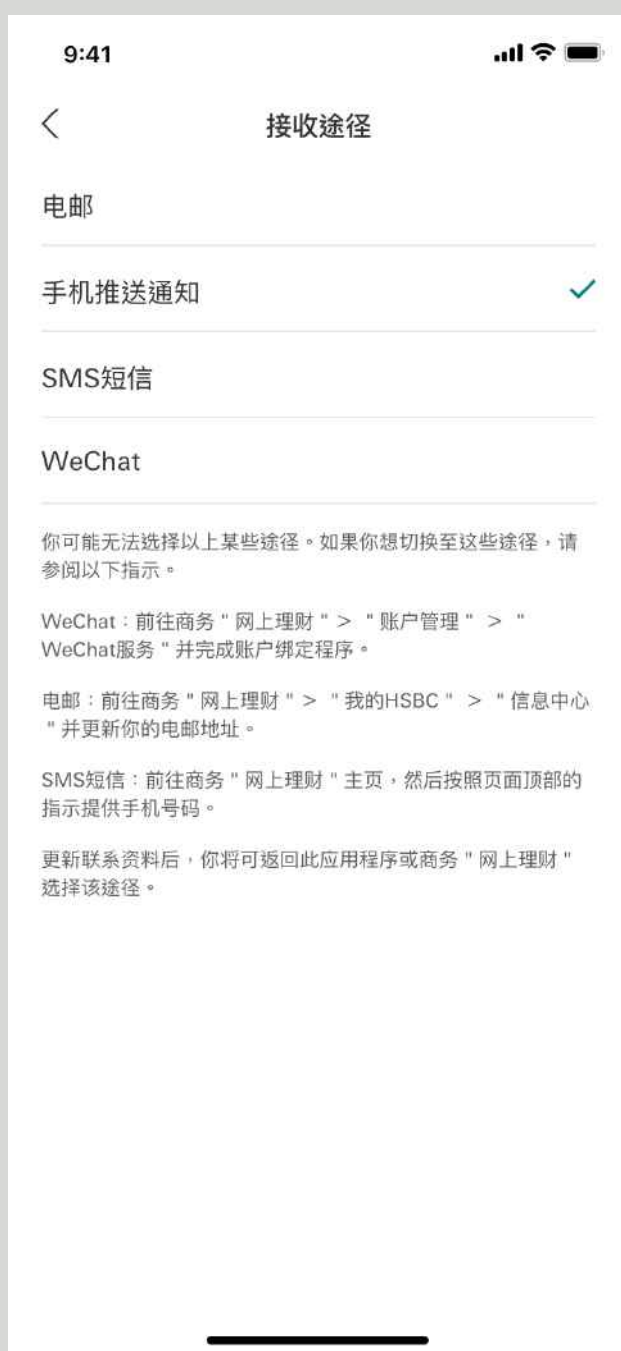 9:41
接收途径
电邮
手机推送通知
SMS短信
WeChat
你可能无法选择以上某些途径。如果你想切换至这些途径，请
参阅以下指示。
WeChat：前往商务 " 网上理财 " > " 账户管理 " > "
WeChat服务 " 并完成账户绑定程序。
电邮：前往商务 " 网上理财 " > " 我的HSBC " > " 信息中心
" 并更新你的电邮地址。
SMS短信：前往商务 " 网上理财 " 主页，然后按照页面顶部的
指示提供手机号码。
更新联系资料后，你将可返回此应用程序或商务 " 网上理财 "
选择该途径。